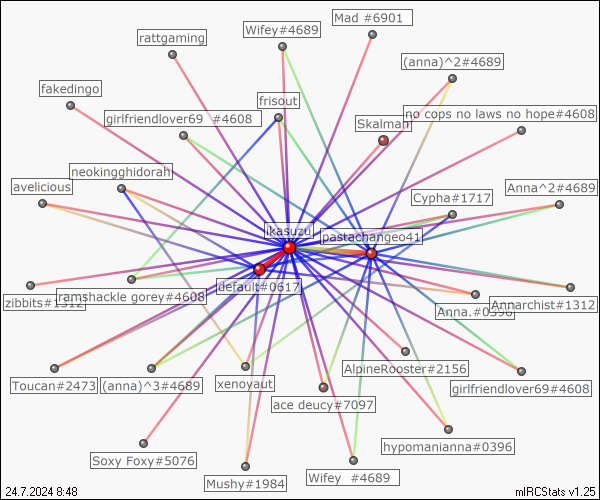 Mad #6901
Wifey#4689
rattgaming
(anna)^2#4689
fakedingo
frisout
girlfriendlover69 #4608
no cops no laws no hope#4608
Skalman
neokingghidorah
avelicious
Cypha#1717
Anna^2#4689
ikasuzu
pastachangeo41
default#0617
zibbits#1312
ramshackle gorey#4608
Anna.#0396
Annarchist#1312
AlpineRooster#2156
Toucan#2473
(anna)^3#4689
xenoyaut
girlfriendlover69#4608
ace deucy#7097
hypomanianna#0396
Soxy Foxy#5076
Mushy#1984
Wifey #4689
24.7.2024 8:48
mIRCStats v1.25